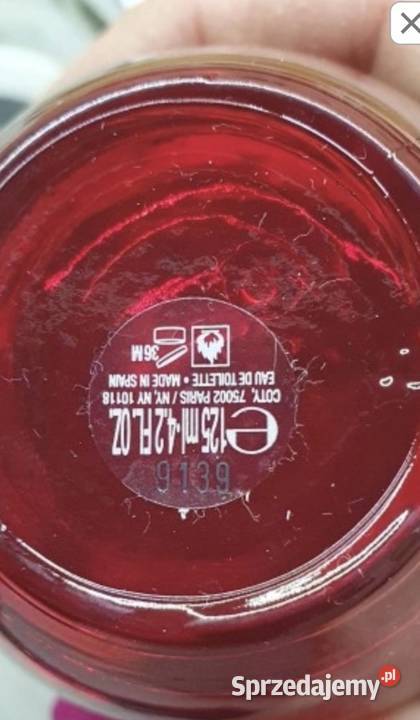 e 125ml·4.2 FL.OZ.
COTY, 75002 PARIS / NY, NY 10118
EAU DE TOILETTE • MADE IN SPAIN
36 M
9139
Sprzedajemy.pl